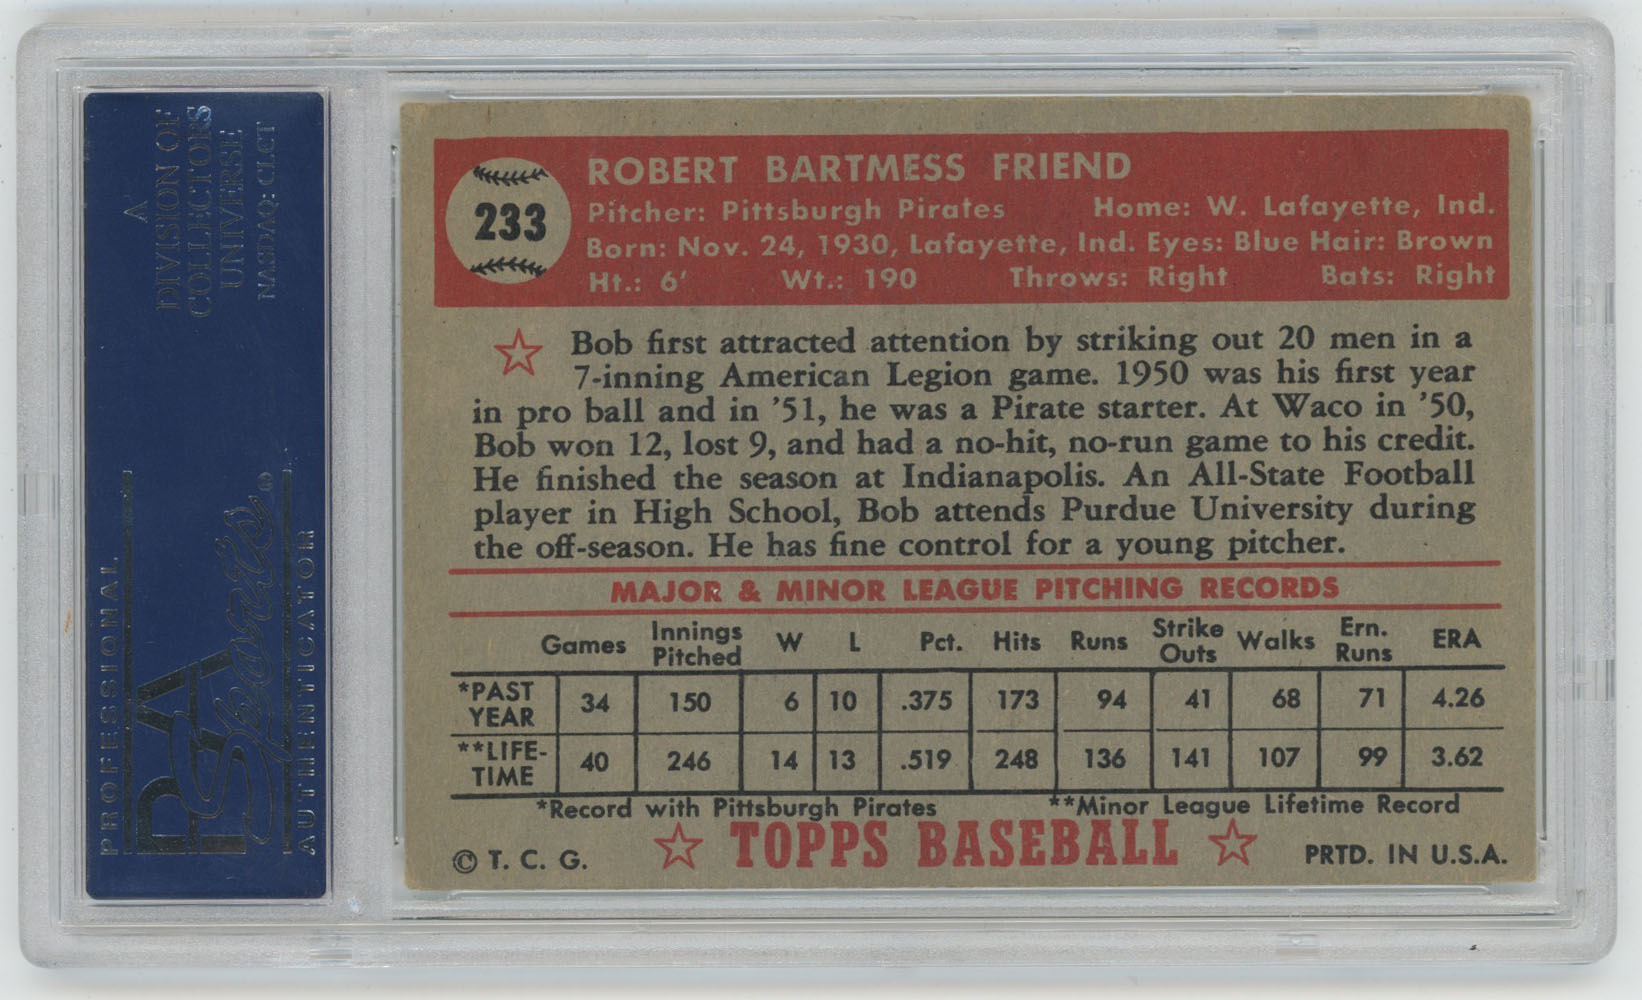 A
DIVISION OF
COLLECTORS
UNIVERSE
NASDAQ: CLCT
PROFESSIONAL
PSA
Sports®
AUTHENTICATOR
233
ROBERT BARTMESS FRIEND
Pitcher: Pittsburgh Pirates Home: W. Lafayette, Ind.
Born: Nov. 24, 1930, Lafayette, Ind. Eyes: Blue Hair: Brown
Ht.: 6' Wt.: 190 Throws: Right Bats: Right
Bob first attracted attention by striking out 20 men in a
7-inning American Legion game. 1950 was his first year
in pro ball and in '51, he was a Pirate starter. At Waco in '50,
Bob won 12, lost 9, and had a no-hit, no-run game to his credit.
He finished the season at Indianapolis. An All-State Football
player in High School, Bob attends Purdue University during
the off-season. He has fine control for a young pitcher.
MAJOR & MINOR LEAGUE PITCHING RECORDS
Games Innings Pitched W L Pct. Hits Runs Strike Outs Walks Ern. Runs ERA
*PAST YEAR 34 150 6 10 .375 173 94 41 68 71 4.26
**LIFE-TIME 40 246 14 13 .519 248 136 141 107 99 3.62
*Record with Pittsburgh Pirates **Minor League Lifetime Record
© T. C. G. TOPPS BASEBALL PRTD. IN U.S.A.